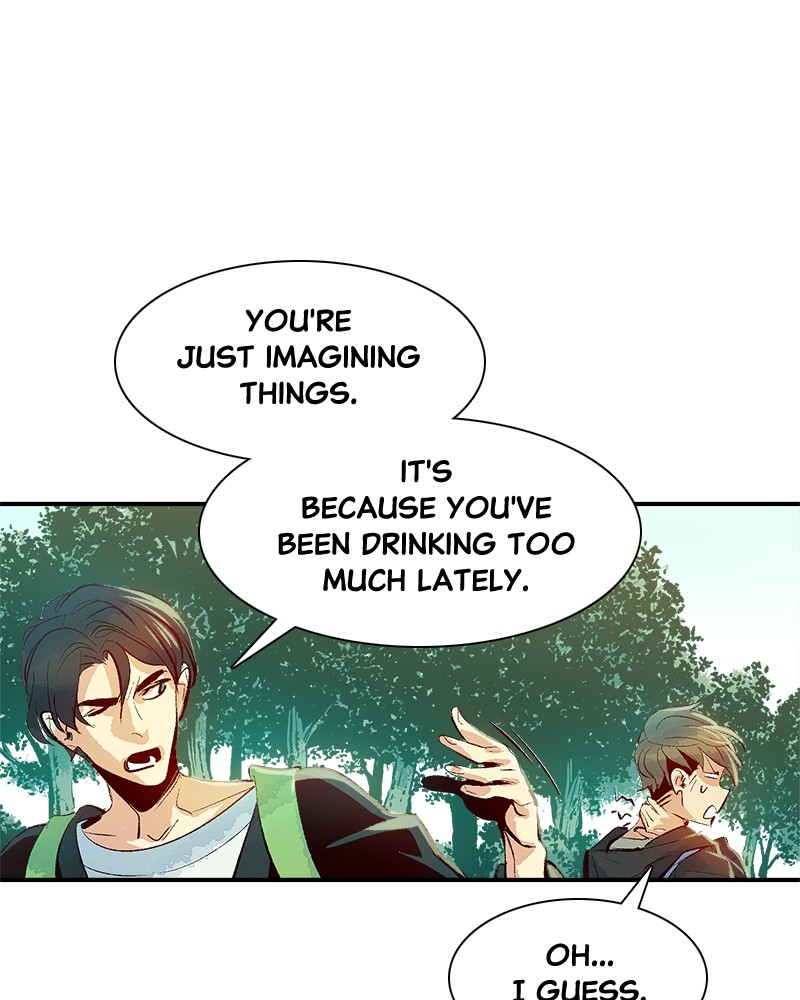 YOU'RE
JUST IMAGINING
THINGS.
IT'S
BECAUSE YOU'VE
BEEN DRINKING TOO
MUCH LATELY.
OH...
I GUESS.